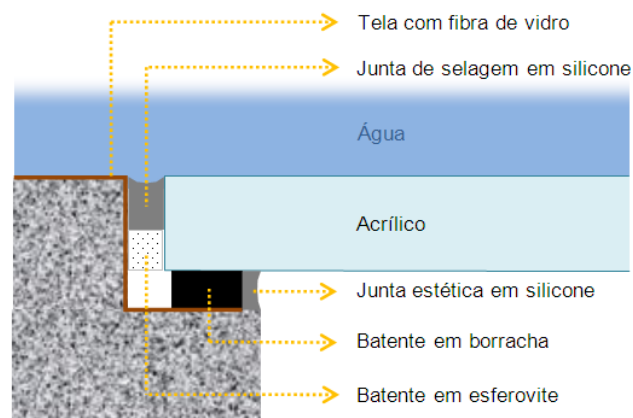 Tela com fibra de vidro
Junta de selagem em silicone
Água
Acrílico
Junta estética em silicone
Batente em borracha
Batente em esferovite